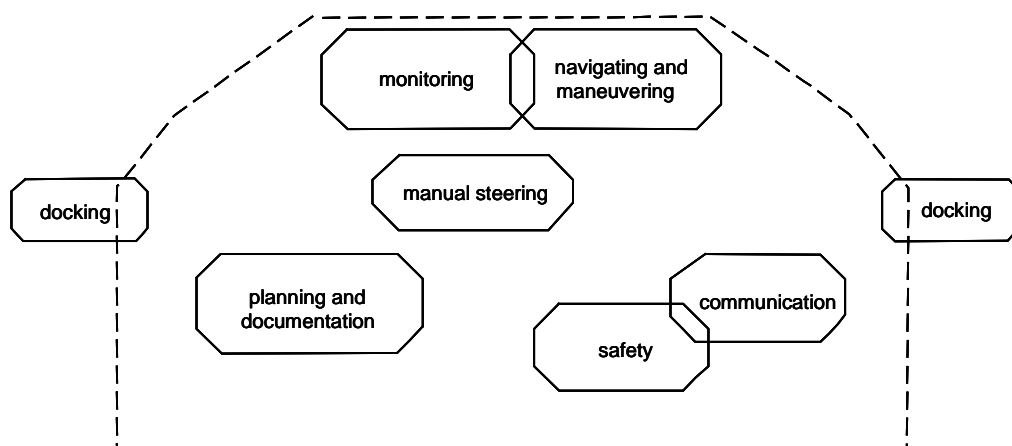 monitoring
navigating and
maneuvering
manual steering
docking
docking
planning and
documentation
communication
safety